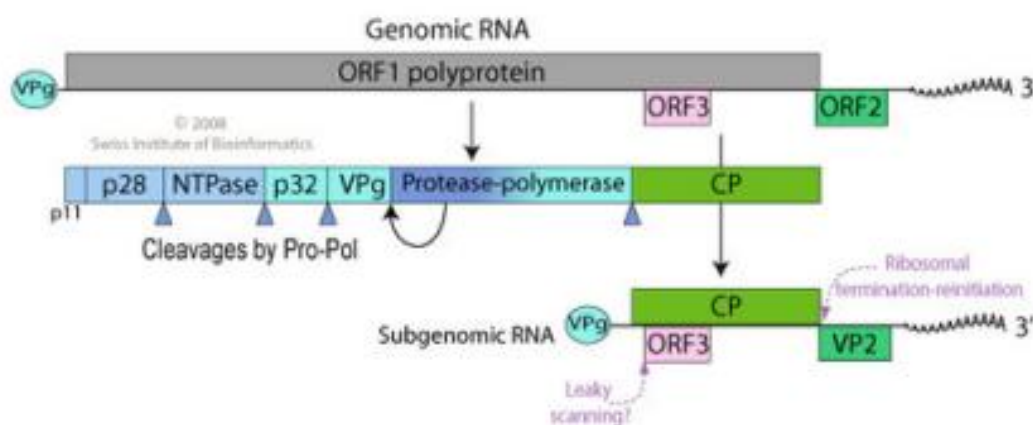 Genomic RNA
VPg
ORF1 polyprotein
ORF3
ORF2
3
© 2008
Swiss Institute of Bioinformatics
p11
p28
NTPase
p32
VPg
Protease-polymerase
CP
Cleavages by Pro-Pol
Ribosomal
termination-reinitiation
Subgenomic RNA
VPg
CP
ORF3
VP2
3'
Leaky
scanning?